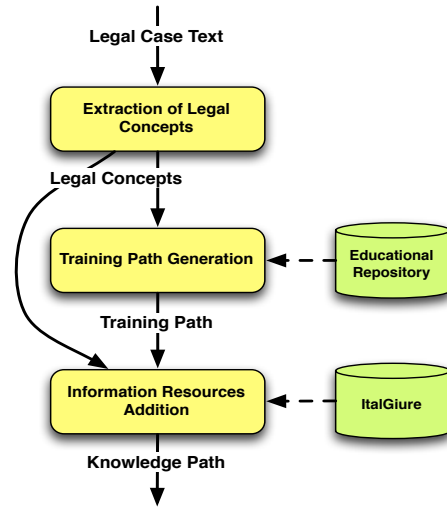 Legal Case Text
Extraction of Legal
Concepts
Legal Concepts
Training Path Generation
Educational
Repository
Training Path
Information Resources
Addition
ItalGiure
Knowledge Path